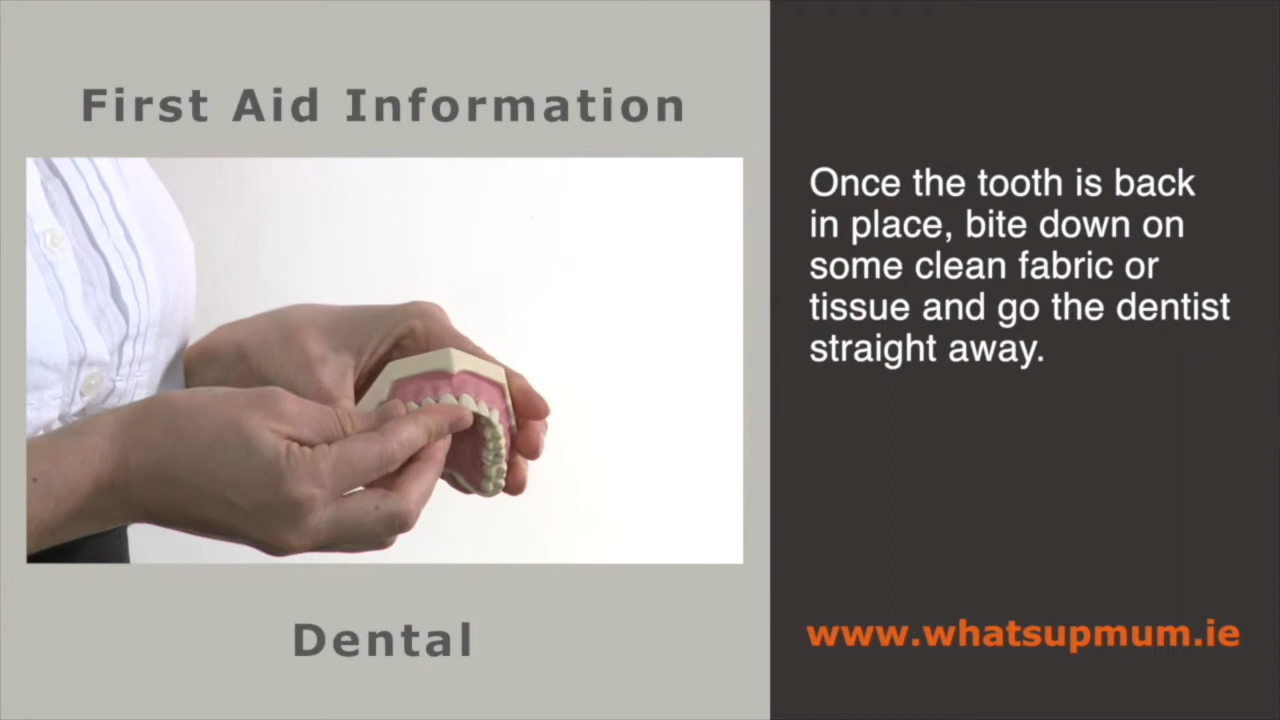 First Aid Information
Once the tooth is back
in place, bite down on
some clean fabric or
tissue and go the dentist
straight away.
Dental
www.whatsupmum.ie